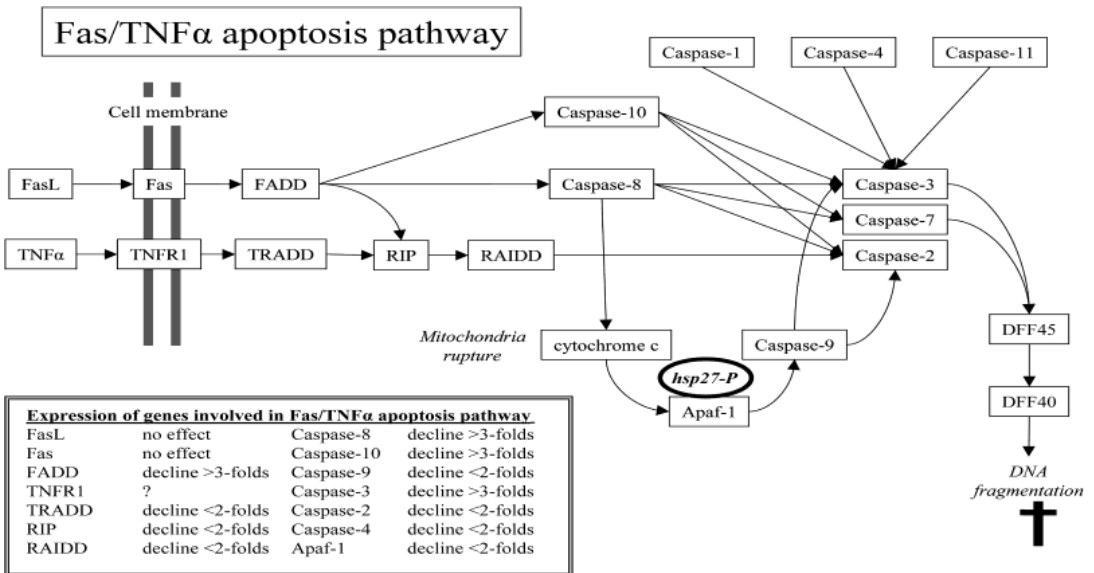 Fas/TNFα apoptosis pathway
Caspase-1
Caspase-4
Caspase-11
Cell membrane
Caspase-10
FasL
Fas
FADD
Caspase-8
Caspase-3
Caspase-7
TNFα
TNFR1
TRADD
RIP
RAIDD
Caspase-2
Mitochondria
rupture
cytochrome c
Caspase-9
DFF45
hsp27-P
Apaf-1
DFF40
DNA
fragmentation
Expression of genes involved in Fas/TNFα apoptosis pathway
FasL no effect Caspase-8 decline >3-folds
Fas no effect Caspase-10 decline >3-folds
FADD decline >3-folds Caspase-9 decline <2-folds
TNFR1 ? Caspase-3 decline >3-folds
TRADD decline <2-folds Caspase-2 decline <2-folds
RIP decline <2-folds Caspase-4 decline <2-folds
RAIDD decline <2-folds Apaf-1 decline <2-folds